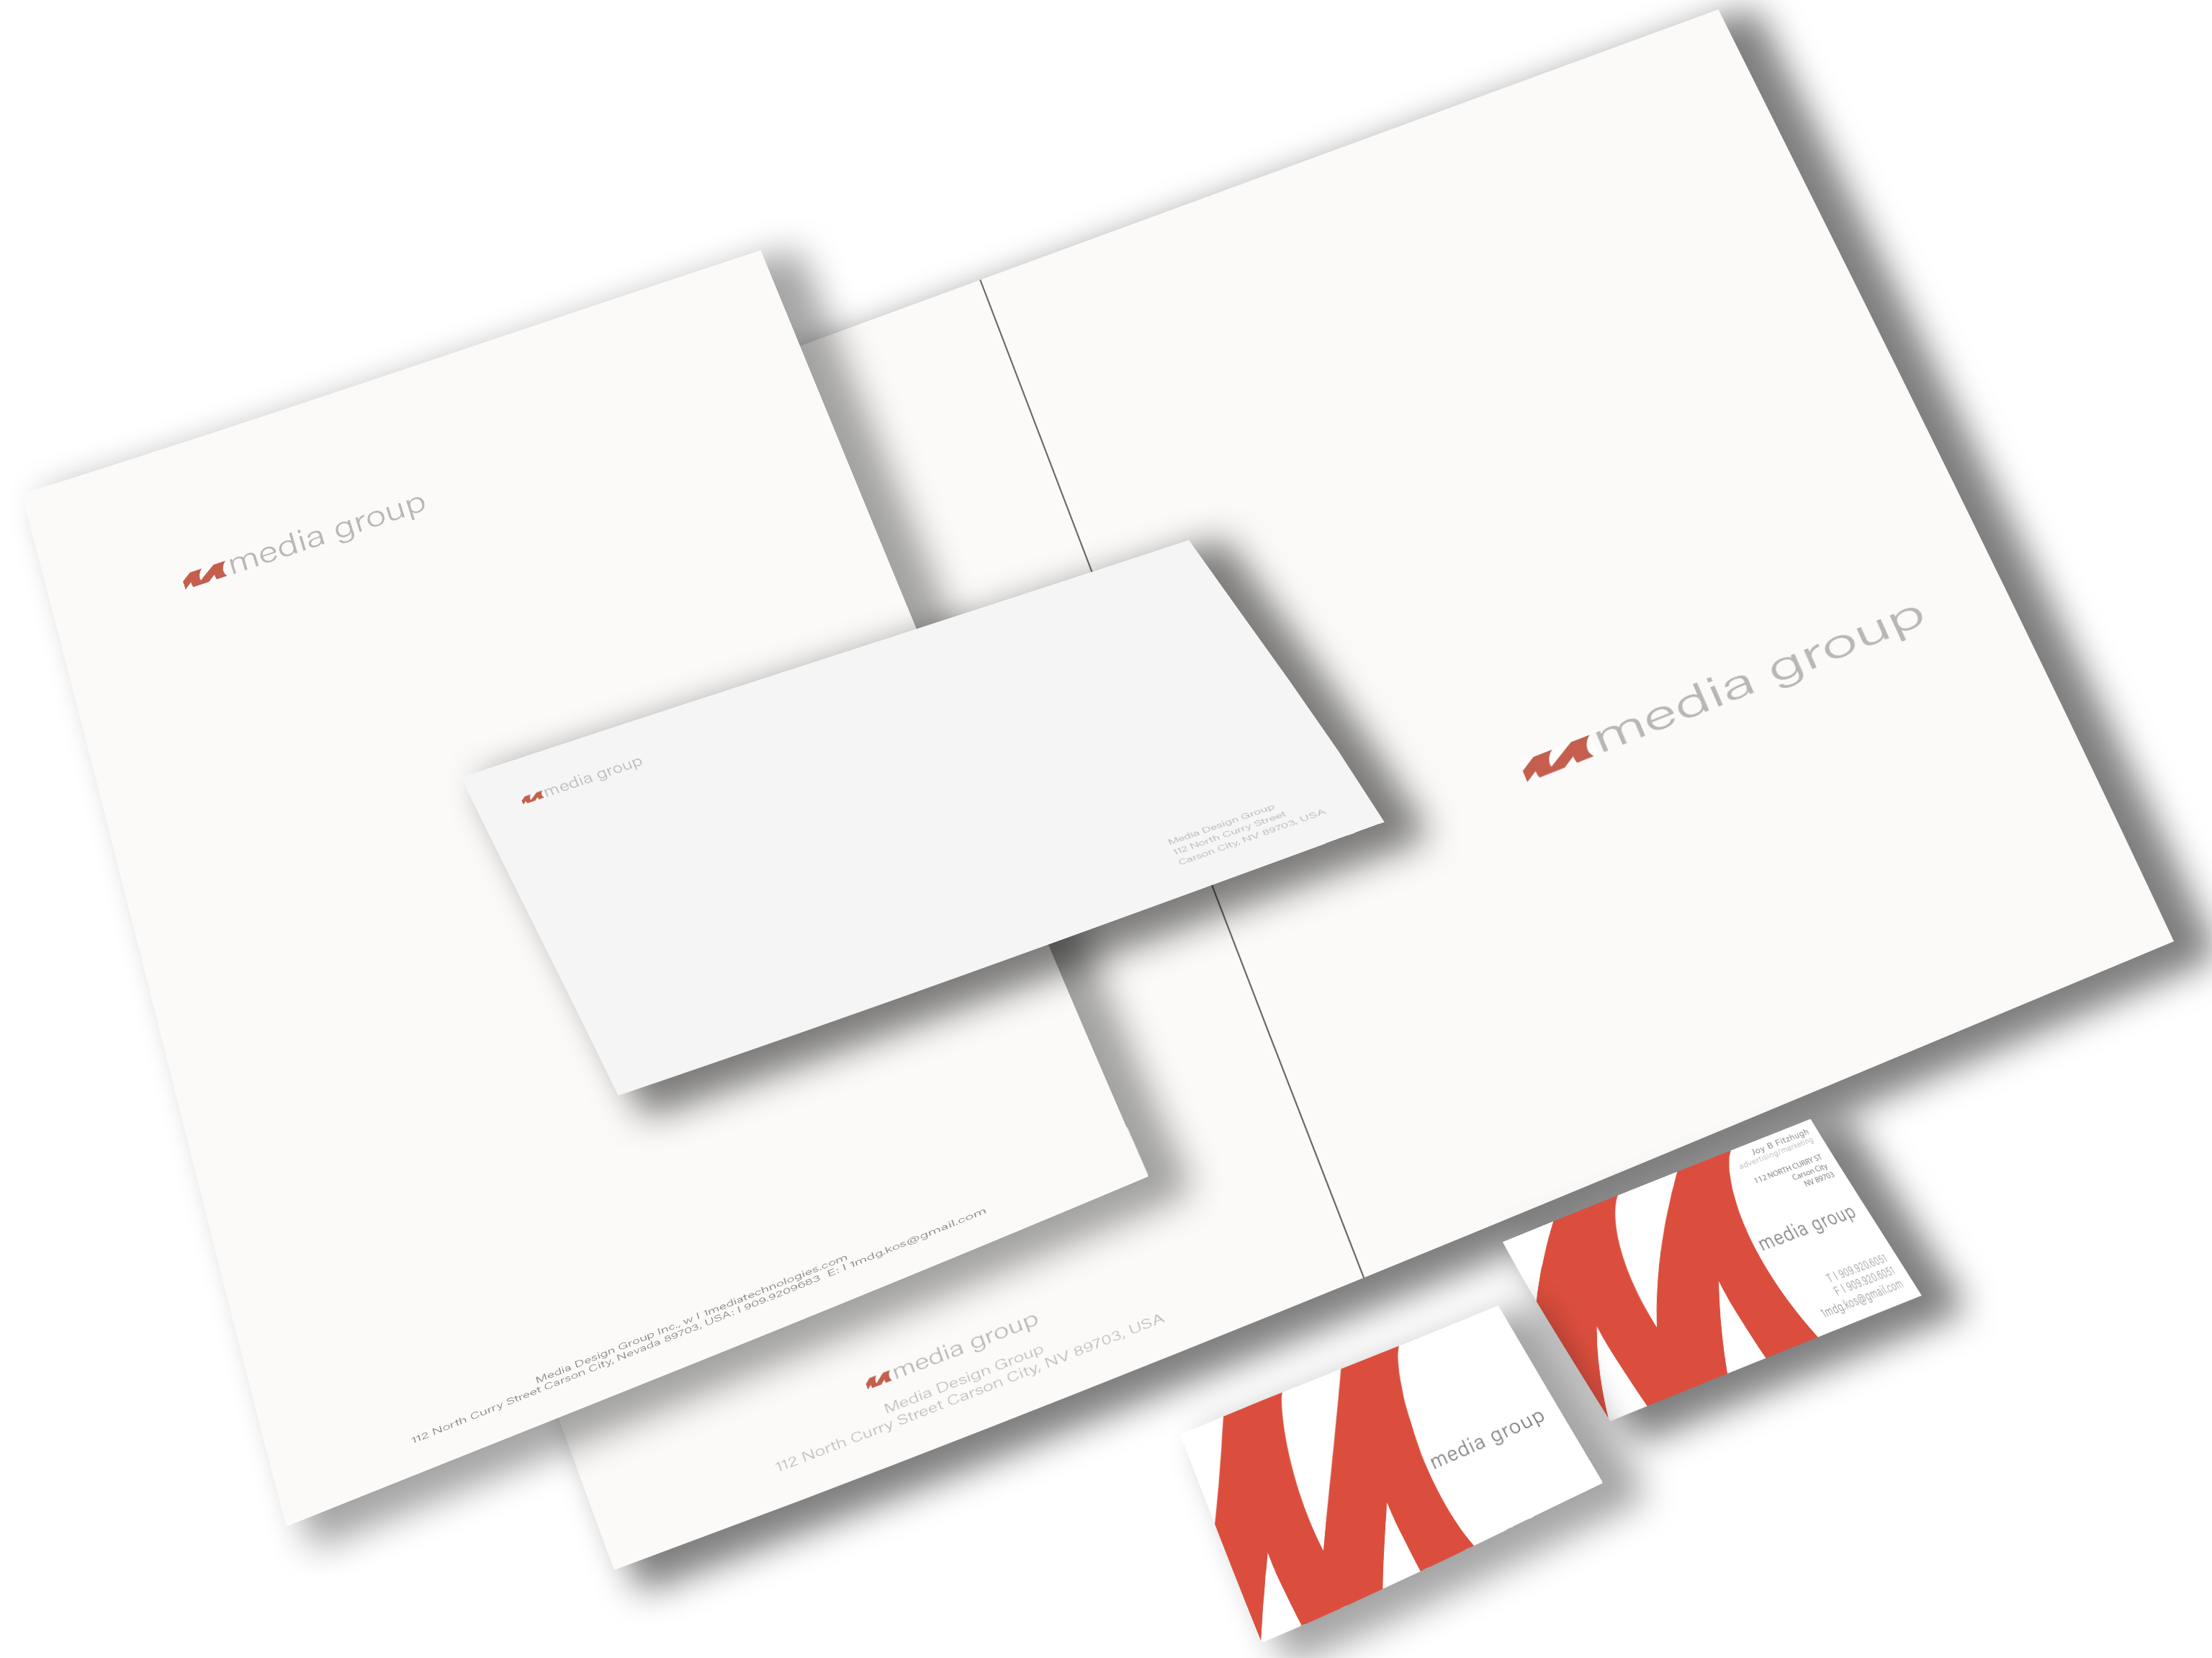 media group
Media Design Group Inc., w | 1mediatechnologies.com
112 North Curry Street Carson City, Nevada 89703, USA: | 909.9209683 E: | 1mdg.kos@gmail.com
media group
Media Design Group
112 North Curry Street
Carson City, NV 89703, USA
media group
media group
Media Design Group
112 North Curry Street Carson City, NV 89703, USA
media group
Joy B Fitzhugh
advertising/marketing
112 NORTH CURRY ST
Carson City
NV 89703
media group
T | 909.920.6051
F | 909.920.6051
1mdg.kos@gmail.com